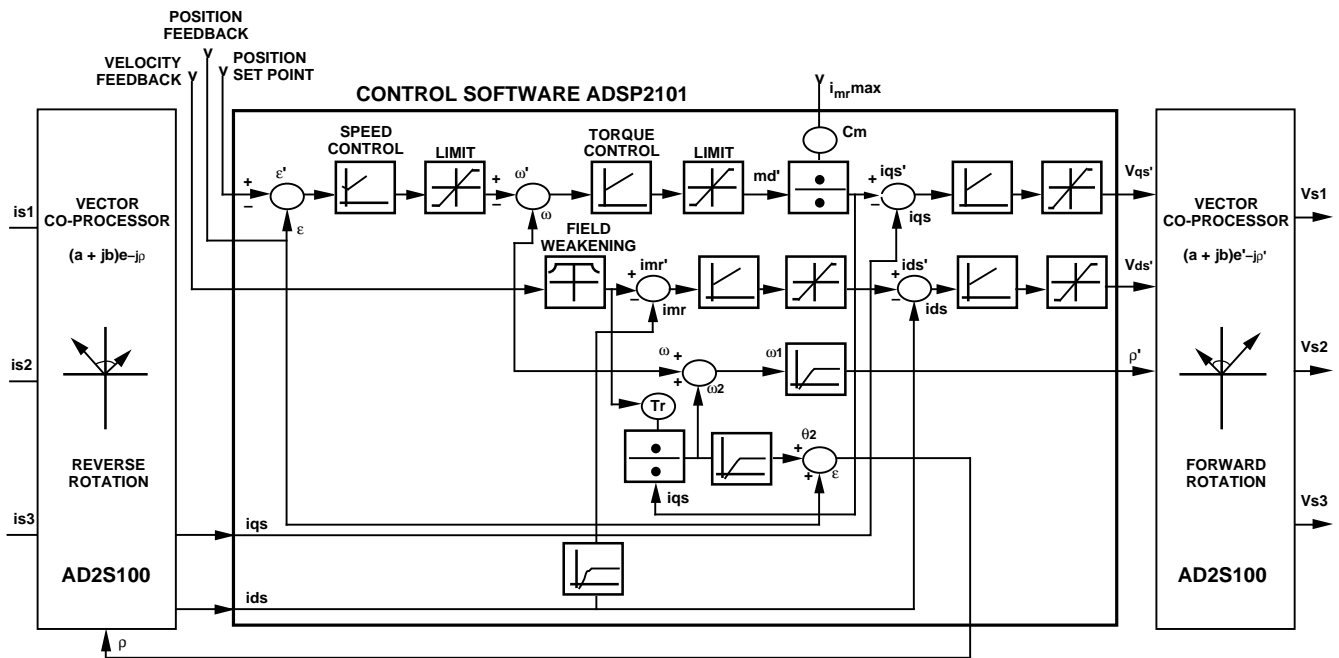 POSITION
FEEDBACK
VELOCITY
FEEDBACK
POSITION
SET POINT
CONTROL SOFTWARE ADSP2101
imrmax
Cm
SPEED
CONTROL
LIMIT
TORQUE
CONTROL
LIMIT
ε'
+
–
ε
+
–
ω'
ω
md'
+
–
iqs'
iqs
Vqs'
FIELD
WEAKENING
+
–
imr'
imr
+
–
ids'
ids
Vds'
ω
+
+
ω2
ω1
ρ'
Tr
θ2
+
+
ε
iqs
is1
is2
is3
VECTOR
CO-PROCESSOR
(a + jb)e–jρ
REVERSE
ROTATION
AD2S100
iqs
ids
ρ
VECTOR
CO-PROCESSOR
(a + jb)e'–jρ'
FORWARD
ROTATION
AD2S100
Vs1
Vs2
Vs3